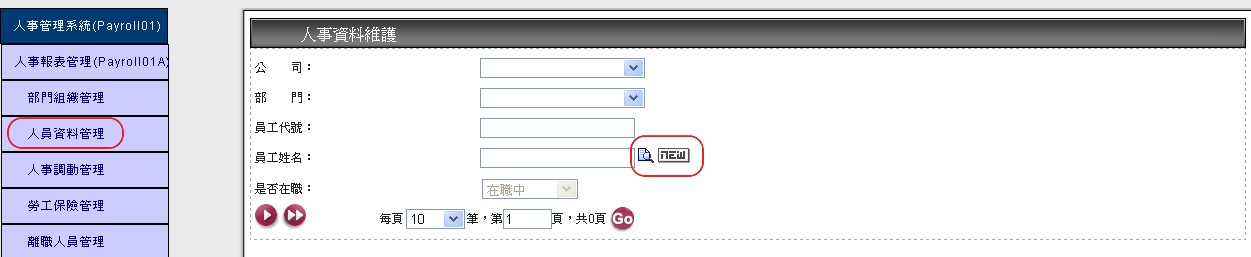 人事管理系統(Payroll01)
人事報表管理(Payroll01A)
部門組織管理
人員資料管理
人事調動管理
勞工保險管理
離職人員管理
人事資料維護
公　　司：
部　　門：
員工代號：
員工姓名： NEW
是否在職： 在職中
每頁 10 筆，第 1 頁，共0頁 Go